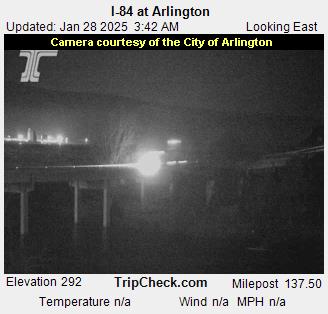 I-84 at Arlington
Updated: Jan 28 2025 3:42 AM Looking East
Camera courtesy of the City of Arlington
Elevation 292 TripCheck.com Milepost 137.50
Temperature n/a Wind n/a MPH n/a